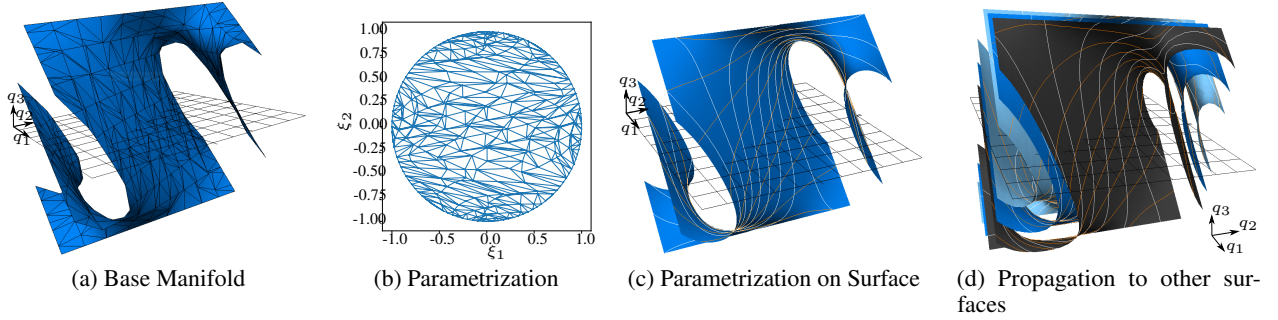 q3
q2
q1
1.00
0.75
0.50
0.25
0.00
-0.25
-0.50
-0.75
-1.00
ξ2
-1.0 -0.5 0.0 0.5 1.0
ξ1
q3
q2
q1
q3
q2
q1
(a) Base Manifold
(b) Parametrization
(c) Parametrization on Surface
(d) Propagation to other sur-
faces